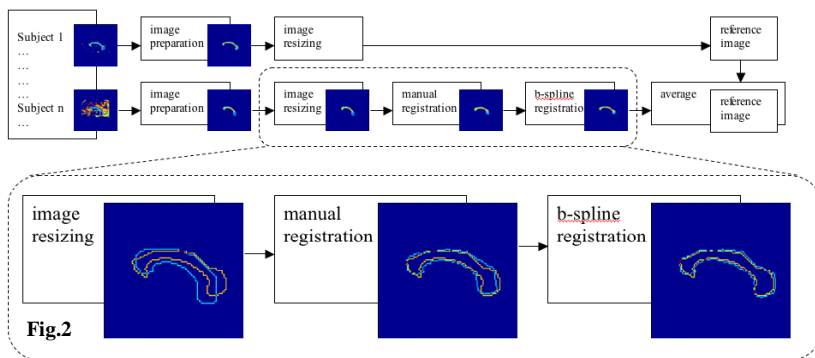 Subject 1
...
...
...
...
Subject n
...
image
preparation
image
resizing
reference
image
image
preparation
image
resizing
manual
registration
b-spline
registration
average
reference
image
image
resizing
manual
registration
b-spline
registration
Fig.2